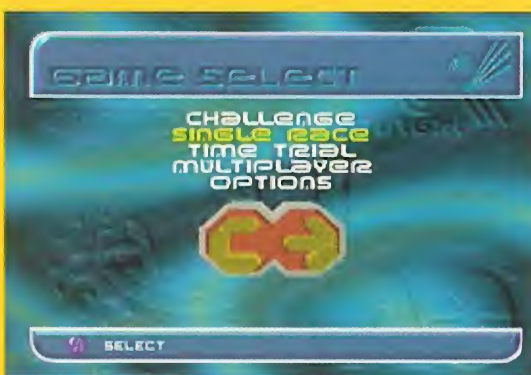 GAME SELECT
CHALLENGE
SINGLE RACE
TIME TRIAL
MULTIPLAYER
OPTIONS
SELECT